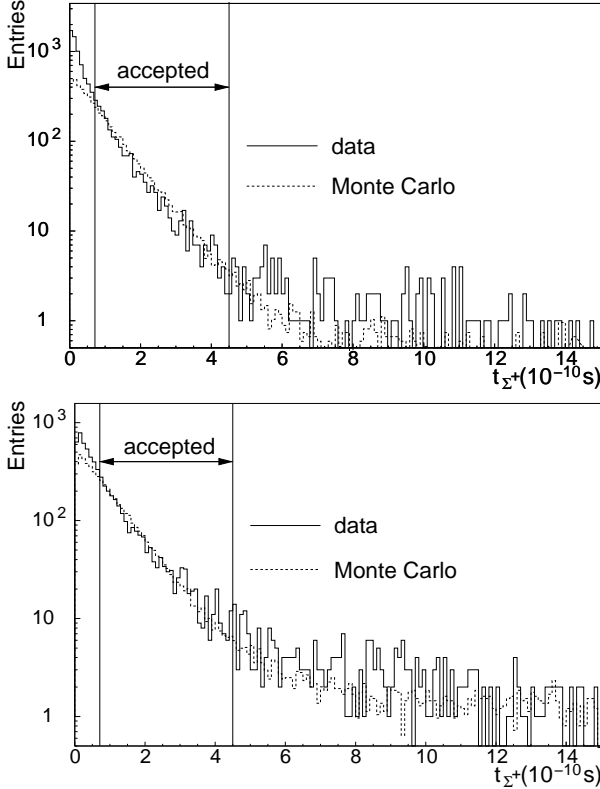 Entries
10³
10²
10
1
accepted
data
Monte Carlo
0 2 4 6 8 10 12 14
t_Σ⁺(10⁻¹⁰s)
Entries
10³
10²
10
1
accepted
data
Monte Carlo
0 2 4 6 8 10 12 14
t_Σ⁺(10⁻¹⁰s)